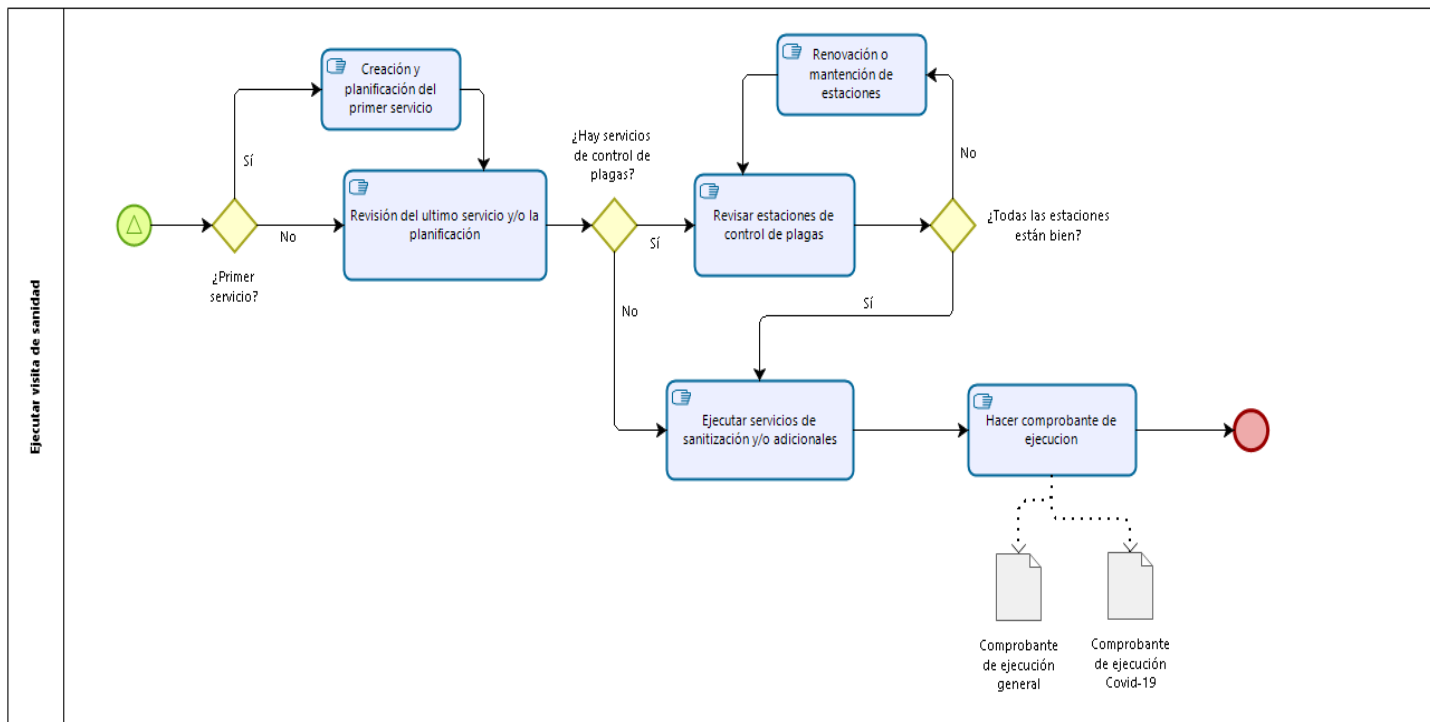 Ejecutar visita de sanidad
Creación y
planificación del
primer servicio
Sí
¿Primer
servicio?
No
Revisión del ultimo servicio y/o la
planificación
¿Hay servicios
de control de
plagas?
Sí
No
Renovación o
mantención de
estaciones
Revisar estaciones de
control de plagas
No
¿Todas las estaciones
están bien?
Sí
Ejecutar servicios de
sanitización y/o adicionales
Hacer comprobante de
ejecucion
Comprobante
de ejecución
general
Comprobante
de ejecución
Covid-19